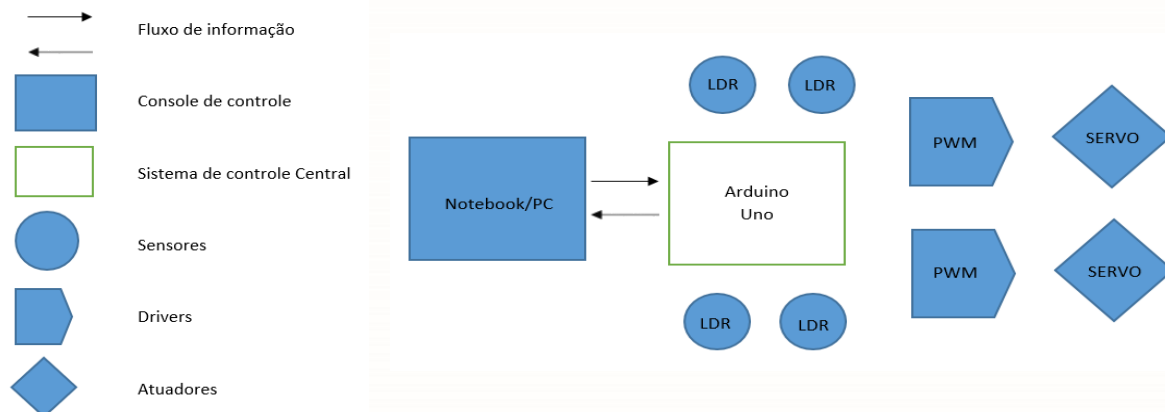 Fluxo de informação
Console de controle
Sistema de controle Central
Sensores
Drivers
Atuadores
LDR
LDR
Notebook/PC
Arduino
Uno
LDR
LDR
PWM
SERVO
PWM
SERVO